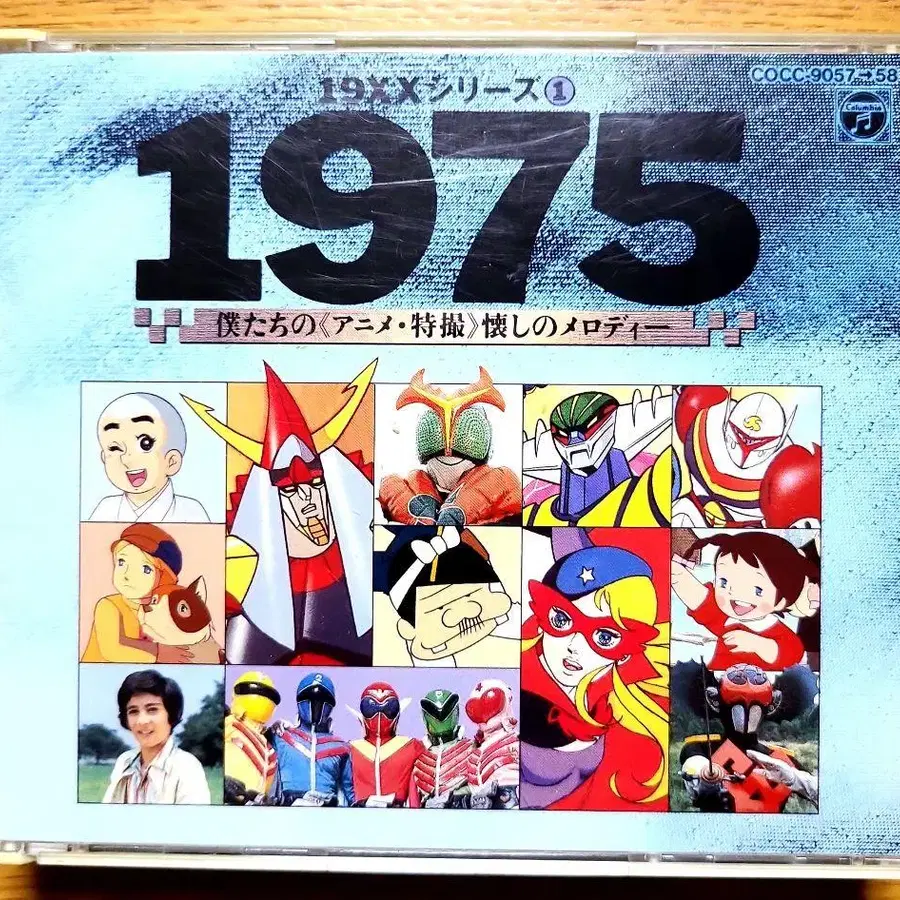 19XXシリーズ①
COCC-9057→58
Columbia
1975
僕たちの《アニメ・特撮》懐しのメロディー